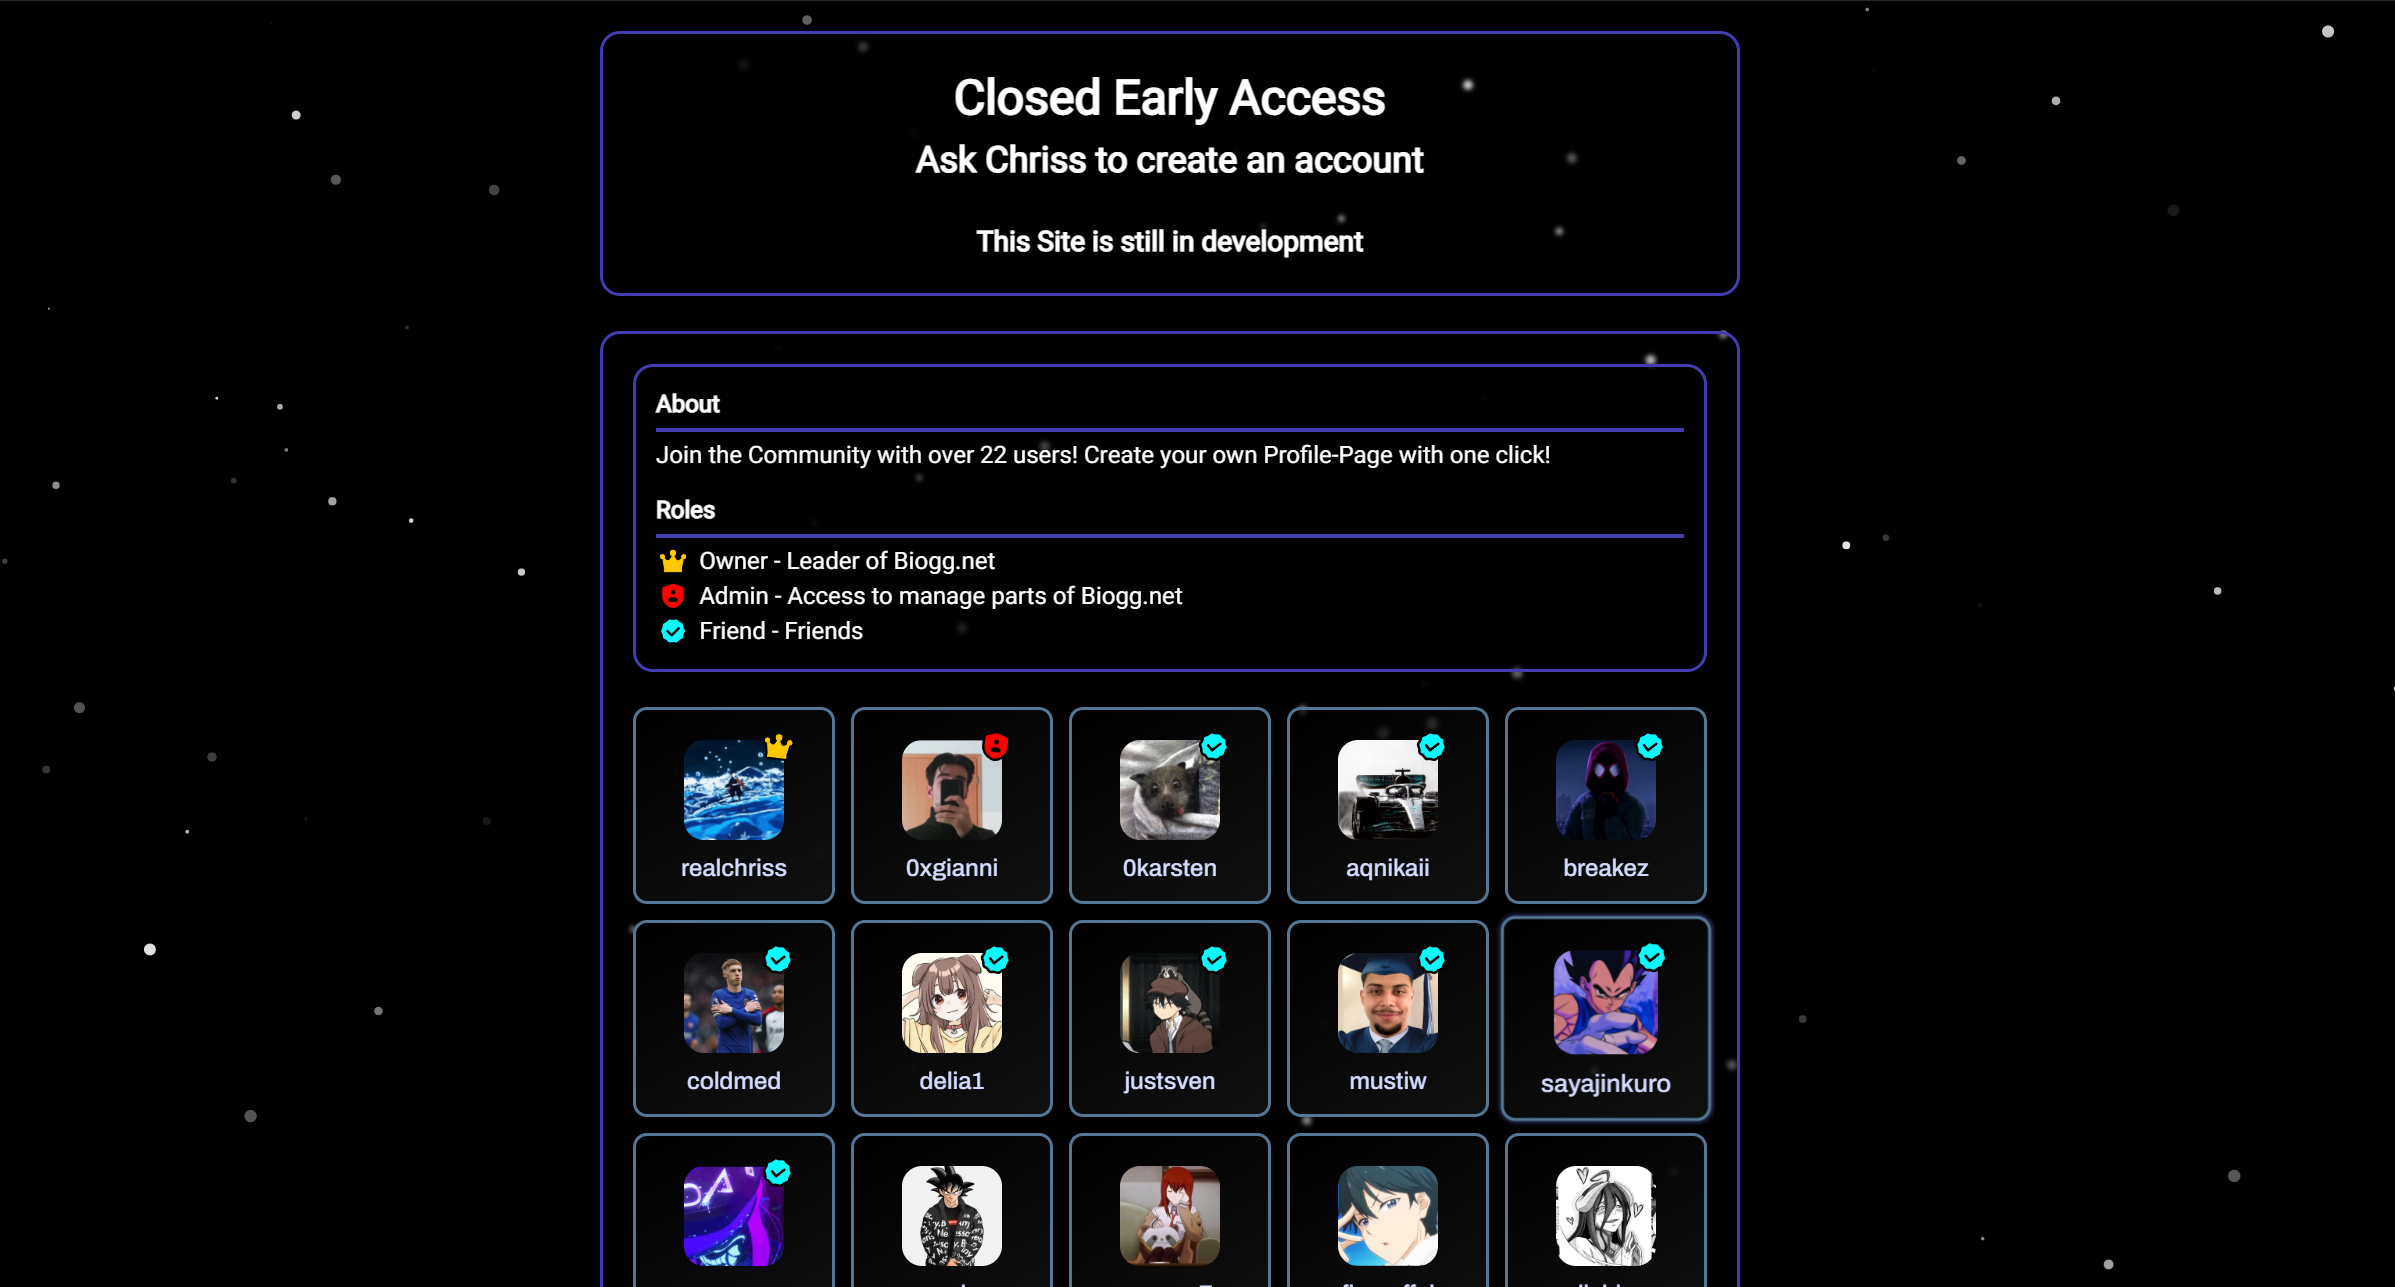 Closed Early Access
Ask Chriss to create an account
This Site is still in development
About
Join the Community with over 22 users! Create your own Profile-Page with one click!
Roles
Owner - Leader of Biogg.net
Admin - Access to manage parts of Biogg.net
Friend - Friends
realchriss
0xgianni
0karsten
aqnikaii
breakez
coldmed
delia1
justsven
mustiw
sayajinkuro